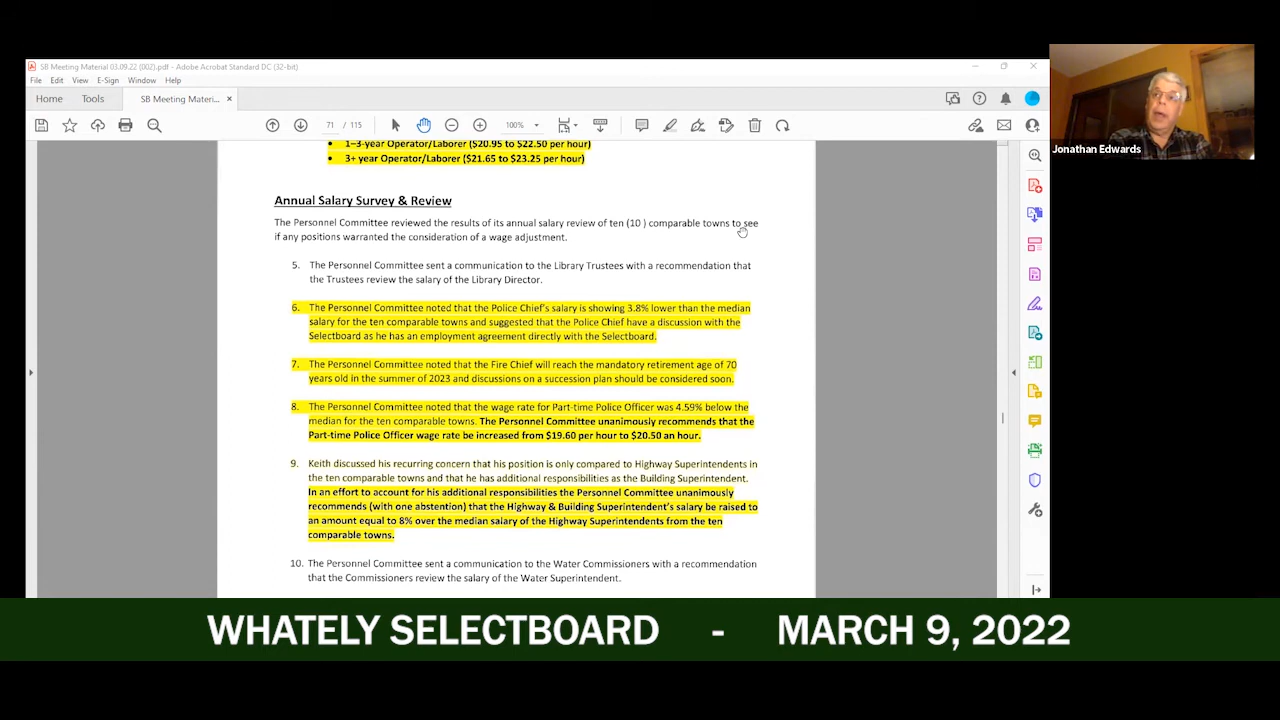 SB Meeting Material 03.09.22 (002).pdf - Adobe Acrobat Standard DC (32-bit)
File Edit View E-Sign Window Help
Home Tools SB Meeting Materi... ×
71 / 115 100%
• 1–3-year Operator/Laborer ($20.95 to $22.50 per hour)
• 3+ year Operator/Laborer ($21.65 to $23.25 per hour)
Jonathan Edwards
Annual Salary Survey & Review
The Personnel Committee reviewed the results of its annual salary review of ten (10 ) comparable towns to see
if any positions warranted the consideration of a wage adjustment.
5. The Personnel Committee sent a communication to the Library Trustees with a recommendation that
the Trustees review the salary of the Library Director.
6. The Personnel Committee noted that the Police Chief's salary is showing 3.8% lower than the median
salary for the ten comparable towns and suggested that the Police Chief have a discussion with the
Selectboard as he has an employment agreement directly with the Selectboard.
7. The Personnel Committee noted that the Fire Chief will reach the mandatory retirement age of 70
years old in the summer of 2023 and discussions on a succession plan should be considered soon.
8. The Personnel Committee noted that the wage rate for Part-time Police Officer was 4.59% below the
median for the ten comparable towns. The Personnel Committee unanimously recommends that the
Part-time Police Officer wage rate be increased from $19.60 per hour to $20.50 an hour.
9. Keith discussed his recurring concern that his position is only compared to Highway Superintendents in
the ten comparable towns and that he has additional responsibilities as the Building Superintendent.
In an effort to account for his additional responsibilities the Personnel Committee unanimously
recommends (with one abstention) that the Highway & Building Superintendent's salary be raised to
an amount equal to 8% over the median salary of the Highway Superintendents from the ten
comparable towns.
10. The Personnel Committee sent a communication to the Water Commissioners with a recommendation
that the Commissioners review the salary of the Water Superintendent.
WHATELY SELECTBOARD - MARCH 9, 2022